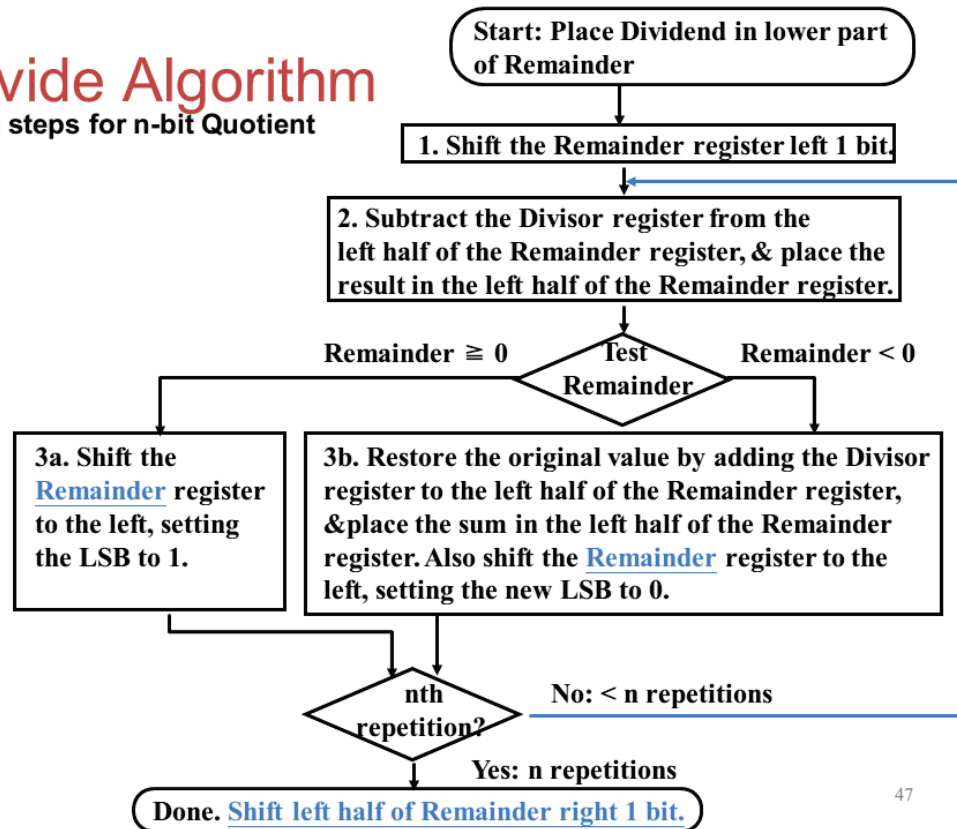 vide Algorithm
steps for n-bit Quotient
Start: Place Dividend in lower part
of Remainder
1. Shift the Remainder register left 1 bit.
2. Subtract the Divisor register from the
left half of the Remainder register, & place the
result in the left half of the Remainder register.
Remainder ≧ 0
Test
Remainder
Remainder < 0
3a. Shift the
Remainder register
to the left, setting
the LSB to 1.
3b. Restore the original value by adding the Divisor
register to the left half of the Remainder register,
&place the sum in the left half of the Remainder
register. Also shift the Remainder register to the
left, setting the new LSB to 0.
nth
repetition?
No: < n repetitions
Yes: n repetitions
Done. Shift left half of Remainder right 1 bit.
47